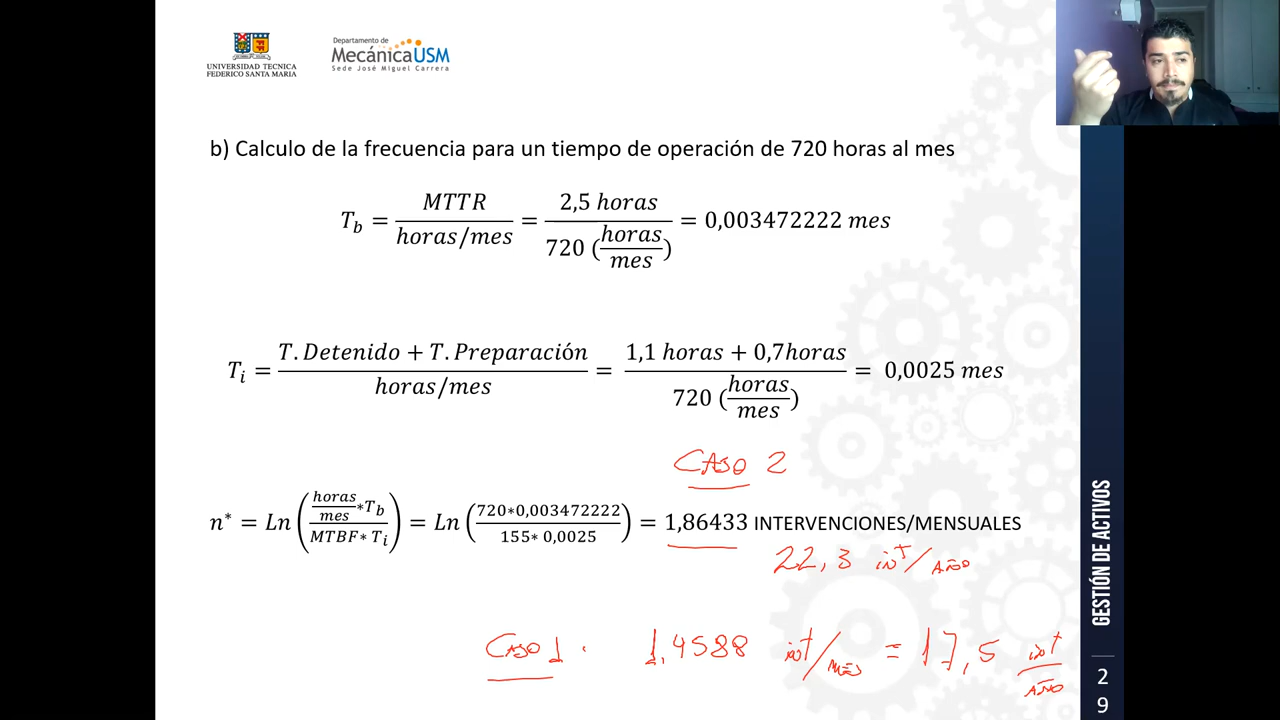 UNIVERSIDAD TECNICA
FEDERICO SANTA MARIA
Departamento de
MecánicaUSM
Sede José Miguel Carrera
b) Calculo de la frecuencia para un tiempo de operación de 720 horas al mes
T_b = MTTR / (horas/mes) = 2,5 horas / 720 (horas/mes) = 0,003472222 mes
T_i = T. Detenido + T. Preparación / (horas/mes) = 1,1 horas + 0,7horas / 720 (horas/mes) = 0,0025 mes
CASO 2
n* = Ln (horas/mes *T_b / MTBF* T_i) = Ln (720*0,003472222 / 155* 0,0025) = 1,86433 INTERVENCIONES/MENSUALES
22,3 int/AÑO
CASO 1. 1,4588 int/MES = 17,5 int/AÑO
GESTIÓN DE ACTIVOS
2
9